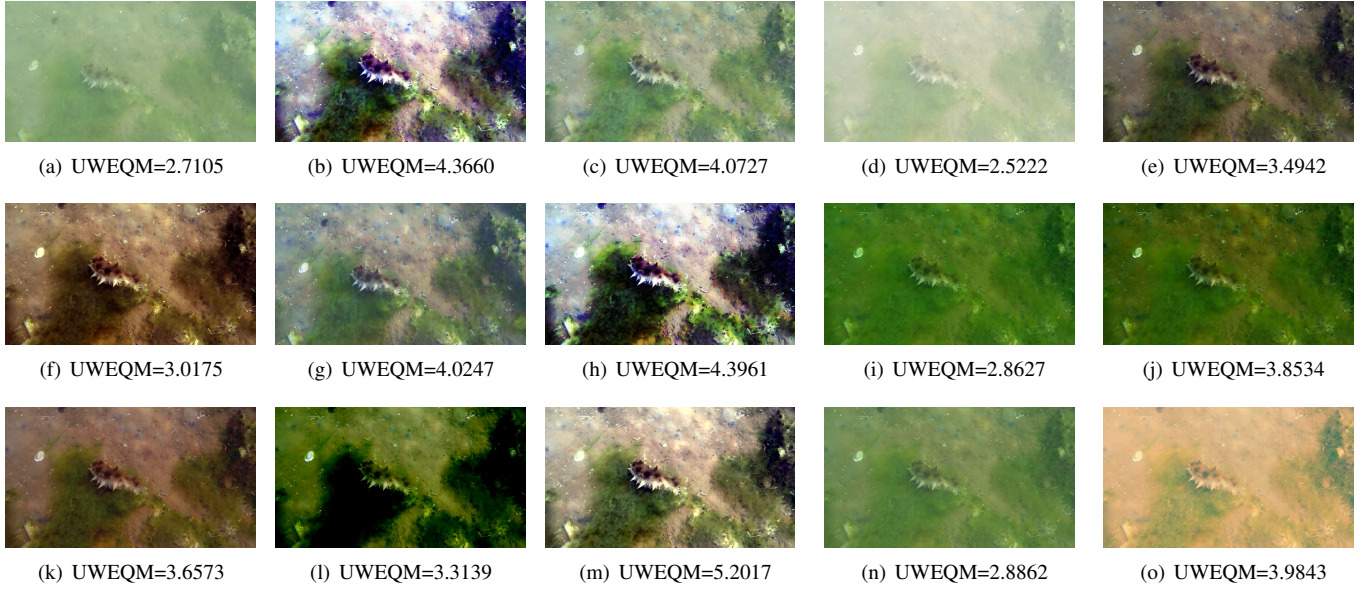 (a) UWEQM=2.7105
(b) UWEQM=4.3660
(c) UWEQM=4.0727
(d) UWEQM=2.5222
(e) UWEQM=3.4942
(f) UWEQM=3.0175
(g) UWEQM=4.0247
(h) UWEQM=4.3961
(i) UWEQM=2.8627
(j) UWEQM=3.8534
(k) UWEQM=3.6573
(l) UWEQM=3.3139
(m) UWEQM=5.2017
(n) UWEQM=2.8862
(o) UWEQM=3.9843